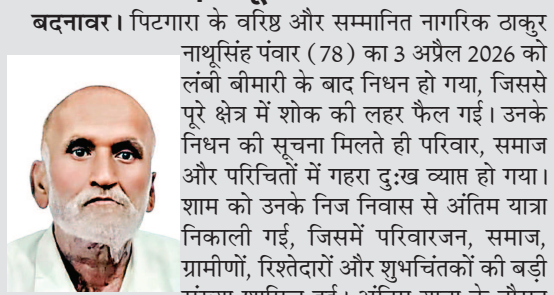 बदनावर। पिटगारा के वरिष्ठ और सम्मानित नागरिक ठाकुर
नाथूसिंह पंवार (78) का 3 अप्रैल 2026 को
लंबी बीमारी के बाद निधन हो गया, जिससे
पूरे क्षेत्र में शोक की लहर फैल गई। उनके
निधन की सूचना मिलते ही परिवार, समाज
और परिचितों में गहरा दु:ख व्याप्त हो गया।
शाम को उनके निज निवास से अंतिम यात्रा
निकाली गई, जिसमें परिवारजन, समाज,
ग्रामीणों, रिश्तेदारों और शुभचिंतकों की बड़ी